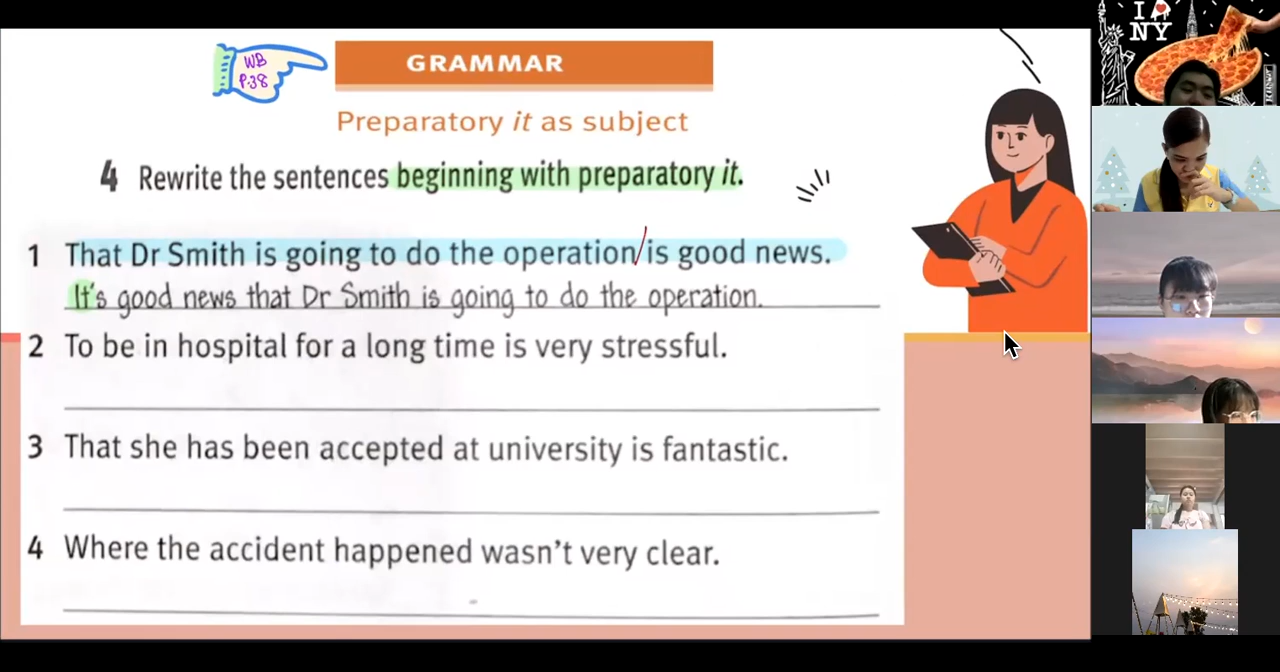 WB
P.38
GRAMMAR
Preparatory it as subject
4 Rewrite the sentences beginning with preparatory it.
1 That Dr Smith is going to do the operation/is good news.
It's good news that Dr Smith is going to do the operation.
2 To be in hospital for a long time is very stressful.
3 That she has been accepted at university is fantastic.
4 Where the accident happened wasn't very clear.
I
NY